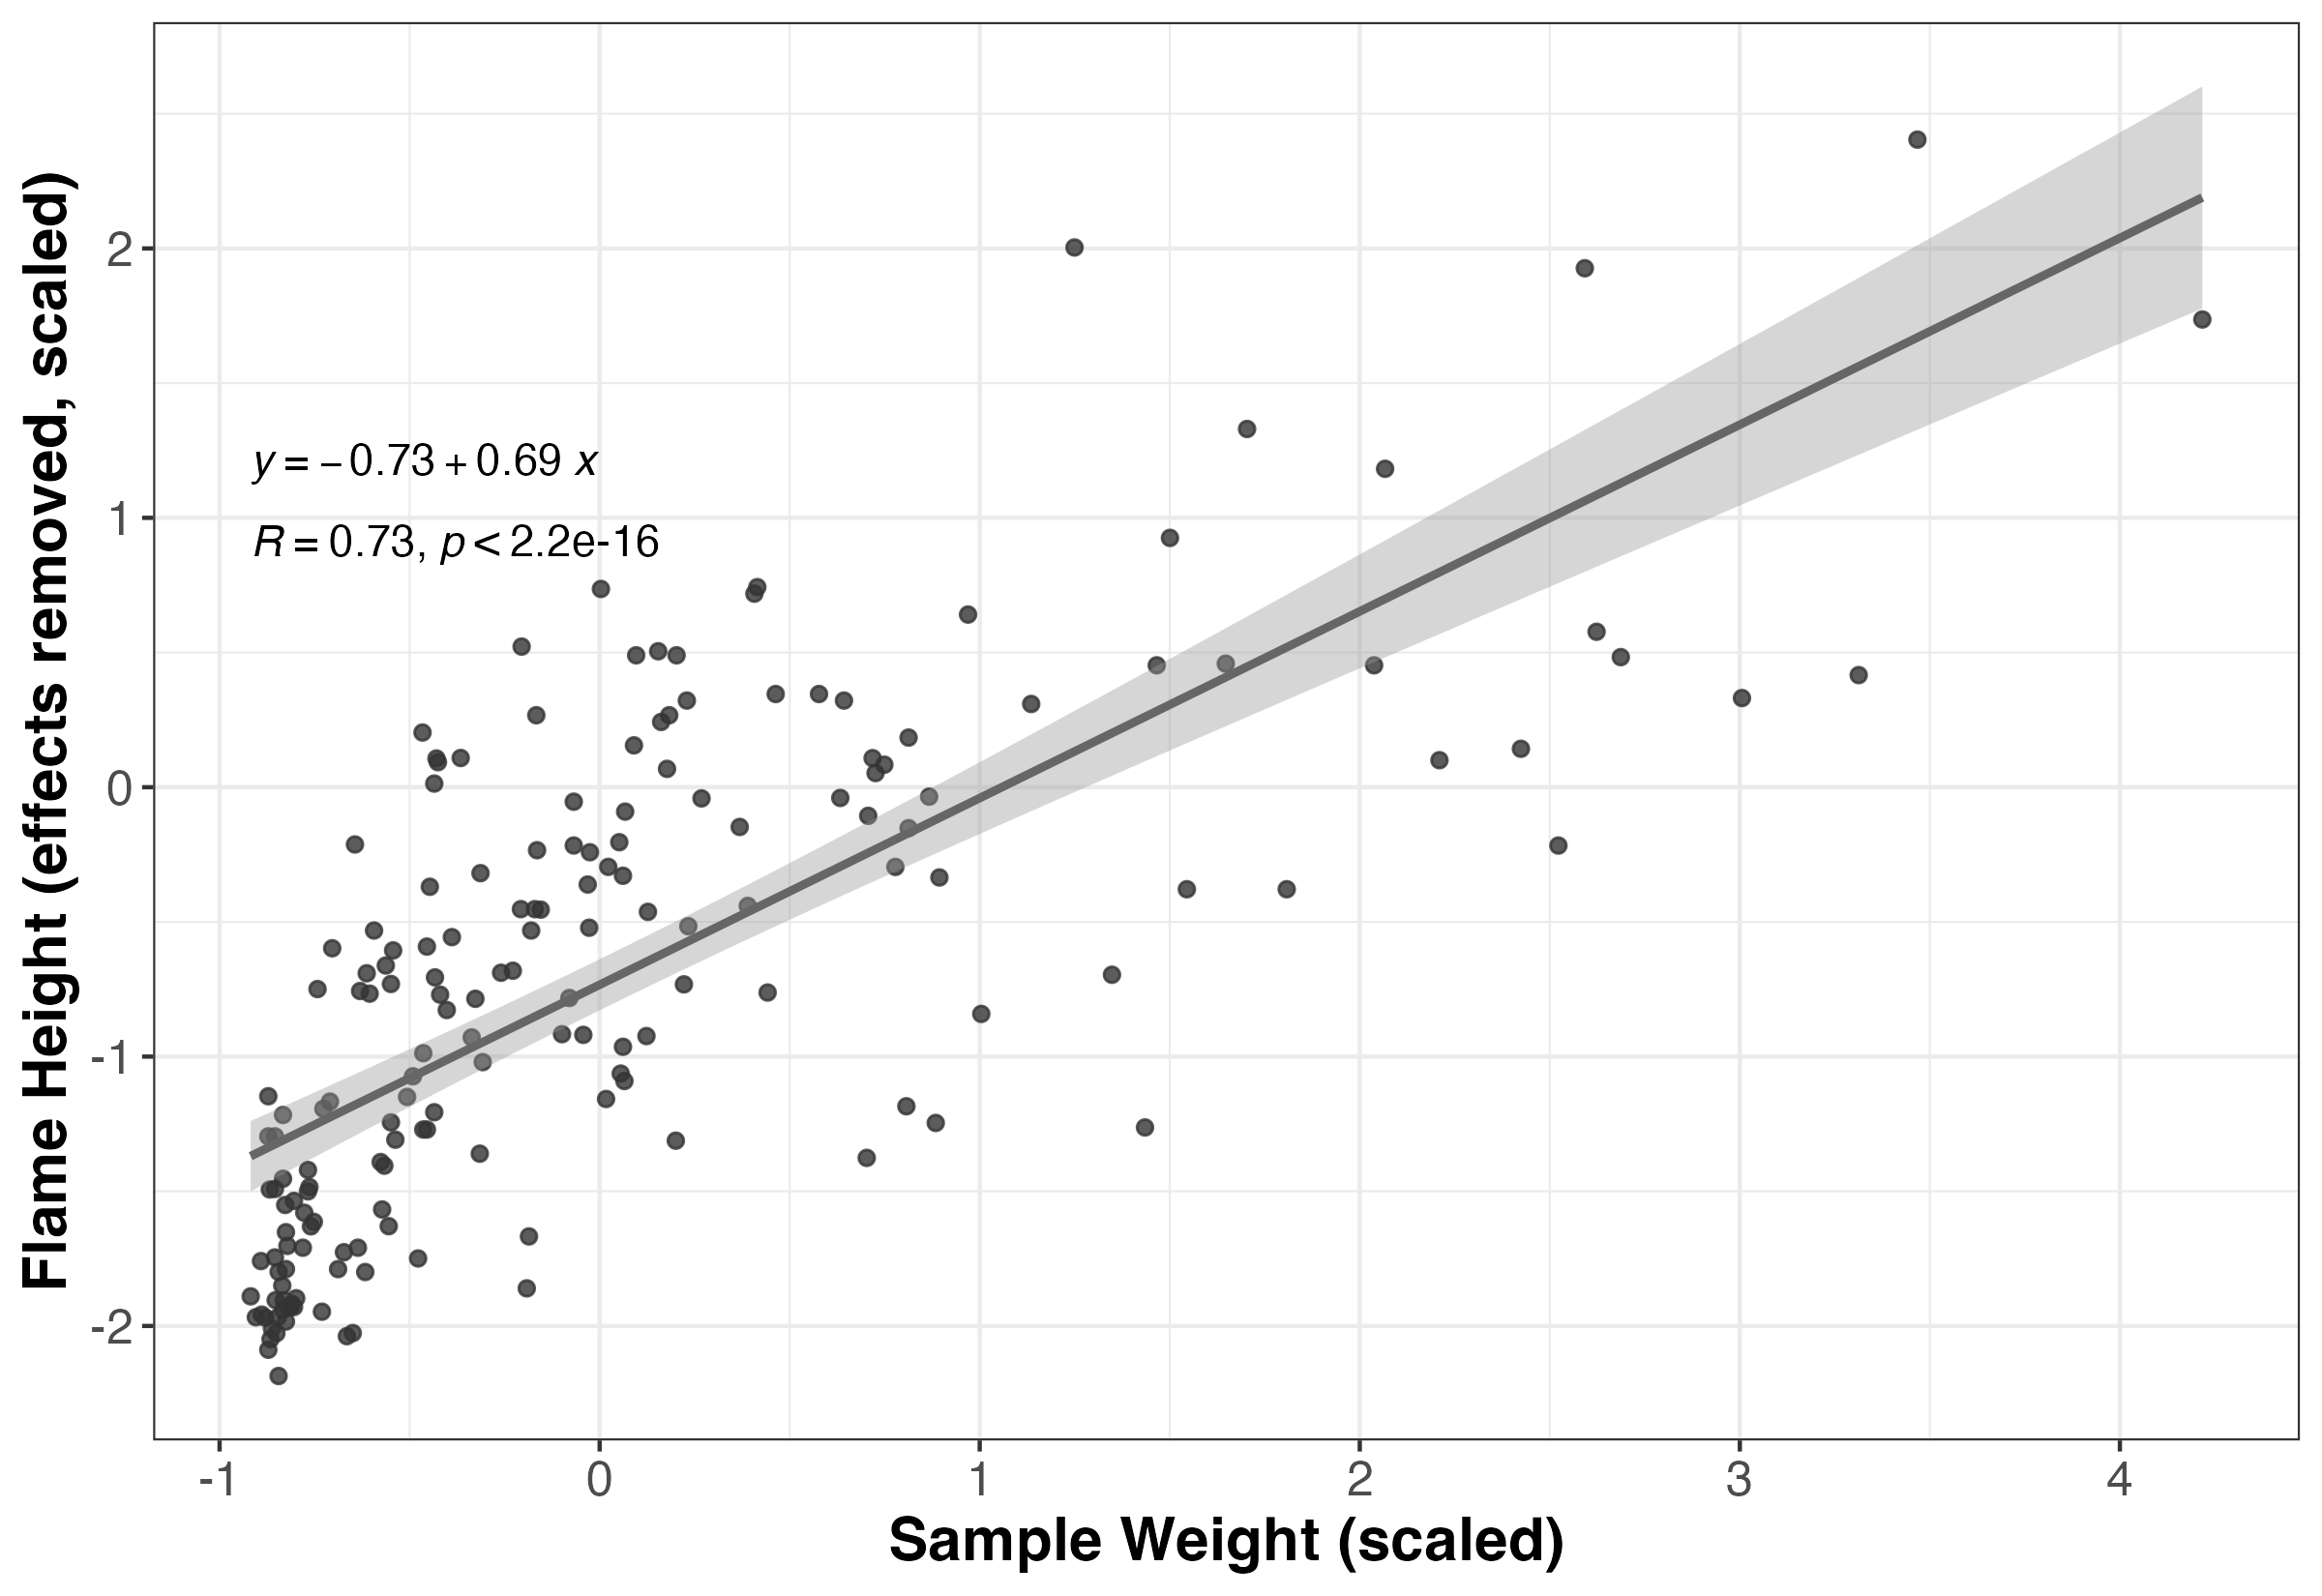 Flame Height (effects removed, scaled)
2
1
0
-1
-2
y = −0.73 + 0.69 x
R = 0.73, p < 2.2e-16
-1 0 1 2 3 4
Sample Weight (scaled)